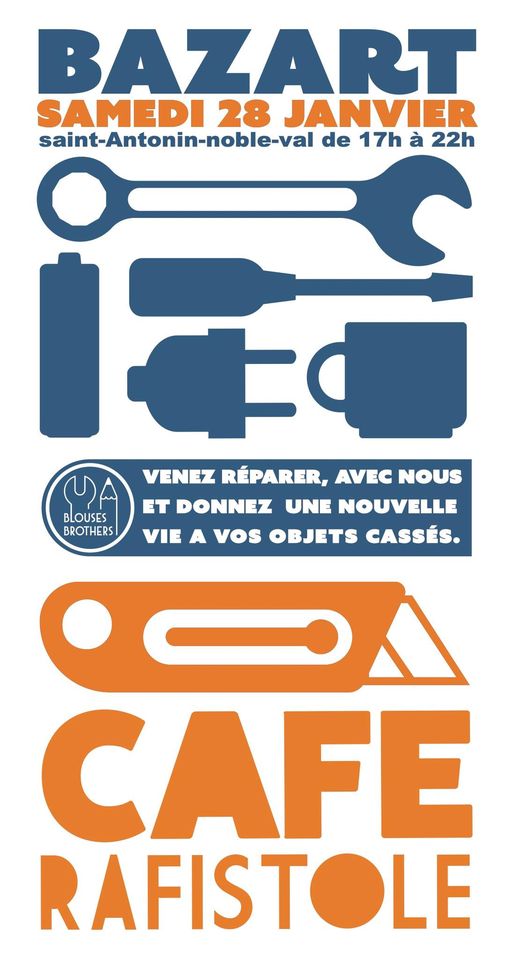 BAZART
SAMEDI 28 JANVIER
saint-Antonin-noble-val de 17h à 22h
VENEZ RÉPARER, AVEC NOUS
ET DONNEZ UNE NOUVELLE
VIE A VOS OBJETS CASSÉS.
BLOUSES
BROTHERS
CAFE
RAFISTOLE